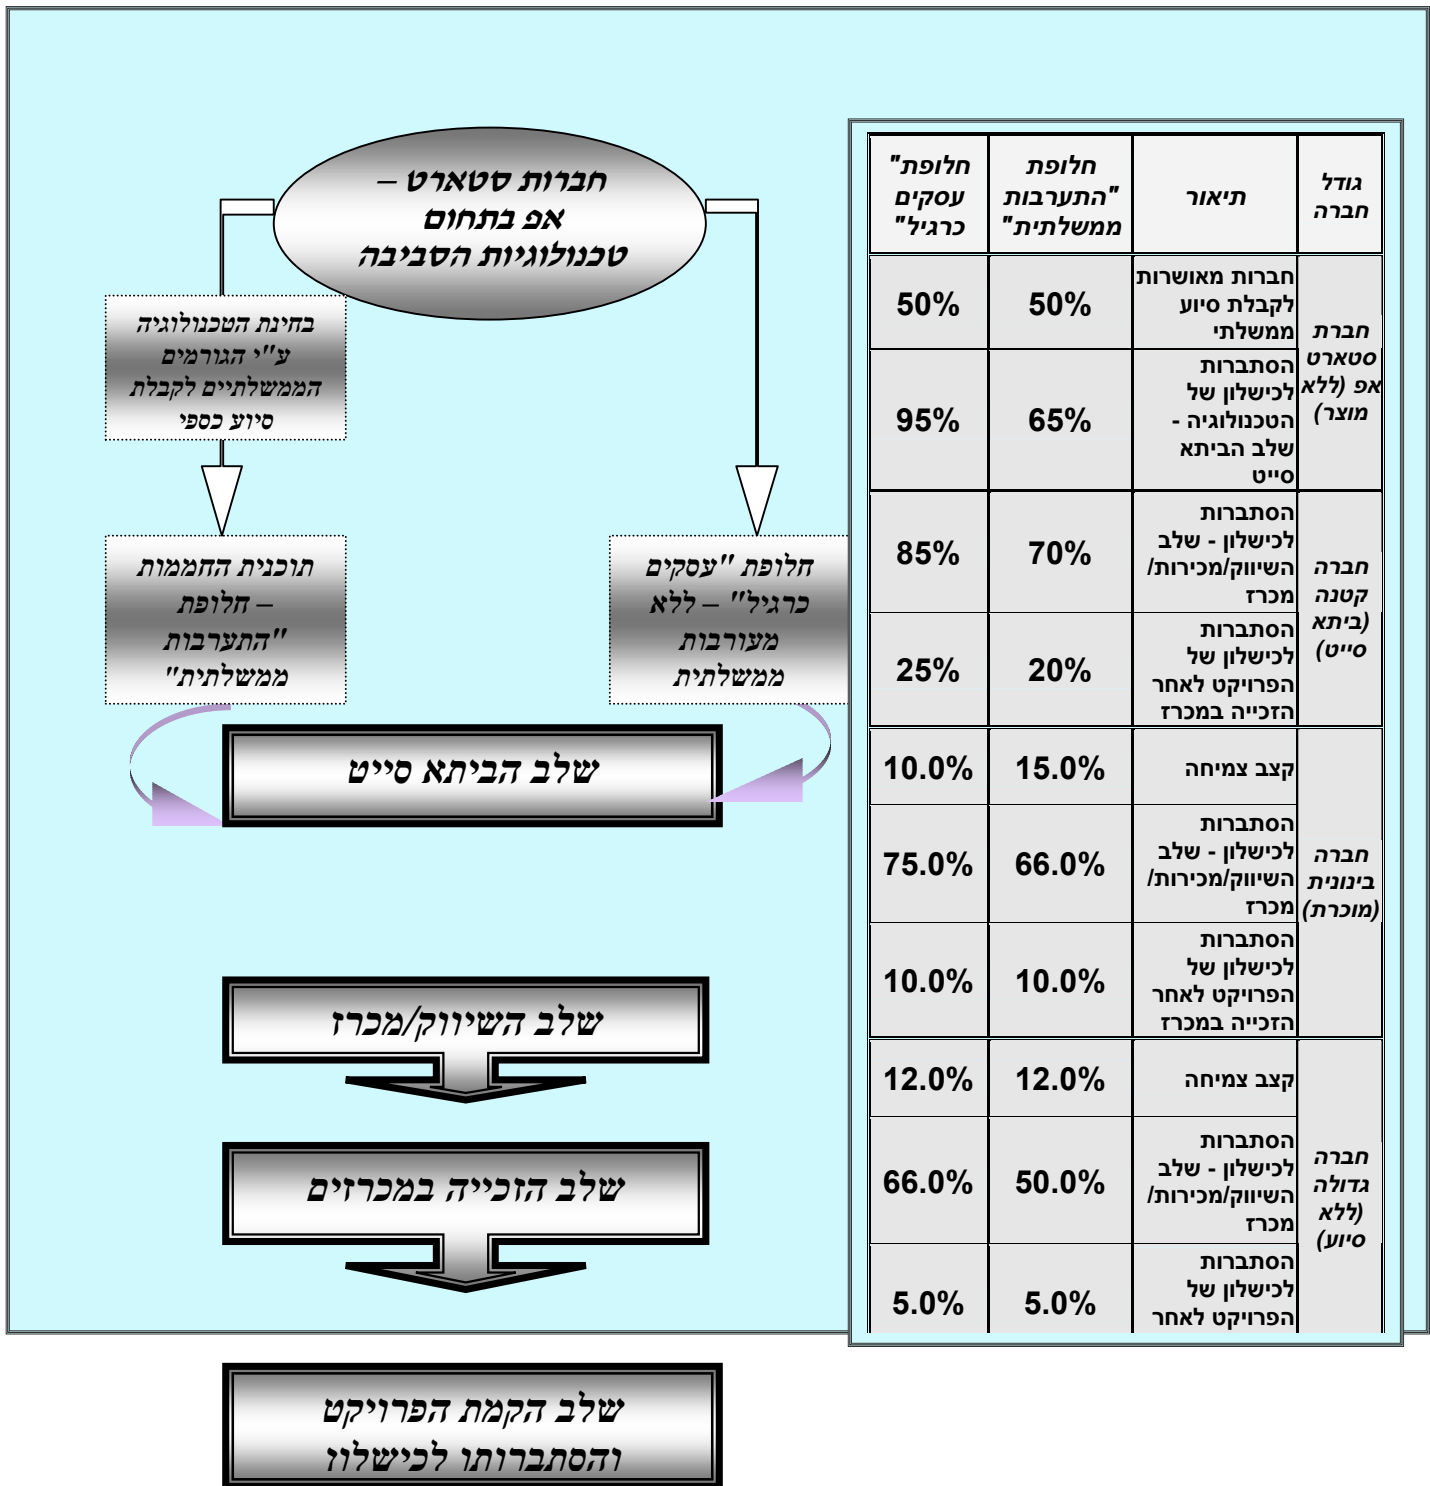 חברות סטארט –
אפ בתחום
טכנולוגיות הסביבה
בחינת הטכנולוגיה
ע"י הגורמים
הממשלתיים לקבלת
סיוע כספי
תוכנית החממות
– חלופת
"התערבות
ממשלתית"
חלופת "עסקים
כרגיל" – ללא
מעורבות
ממשלתית
שלב הביתא סייט
שלב השיווק/מכרז
שלב הזכייה במכרזים
שלב הקמת הפרויקט
והסתברותו לכישלון
גודל
חברה
תיאור
חלופת
"התערבות
ממשלתית"
חלופת"
עסקים
כרגיל"
חברת
סטארט
אפ (ללא
מוצר)
חברות מאושרות
לקבלת סיוע
ממשלתי
50%
50%
הסתברות
לכישלון של
הטכנולוגיה -
שלב הביתא
סייט
65%
95%
חברה
קטנה
(ביתא
סייט)
הסתברות
לכישלון - שלב
השיווק/מכירות/
מכרז
70%
85%
הסתברות
לכישלון של
הפרויקט לאחר
הזכייה במכרז
20%
25%
חברה
בינונית
(מוכרת)
קצב צמיחה
15.0%
10.0%
הסתברות
לכישלון - שלב
השיווק/מכירות/
מכרז
66.0%
75.0%
הסתברות
לכישלון של
הפרויקט לאחר
הזכייה במכרז
10.0%
10.0%
חברה
גדולה
(ללא
סיוע)
קצב צמיחה
12.0%
12.0%
הסתברות
לכישלון - שלב
השיווק/מכירות/
מכרז
50.0%
66.0%
הסתברות
לכישלון של
הפרויקט לאחר
5.0%
5.0%